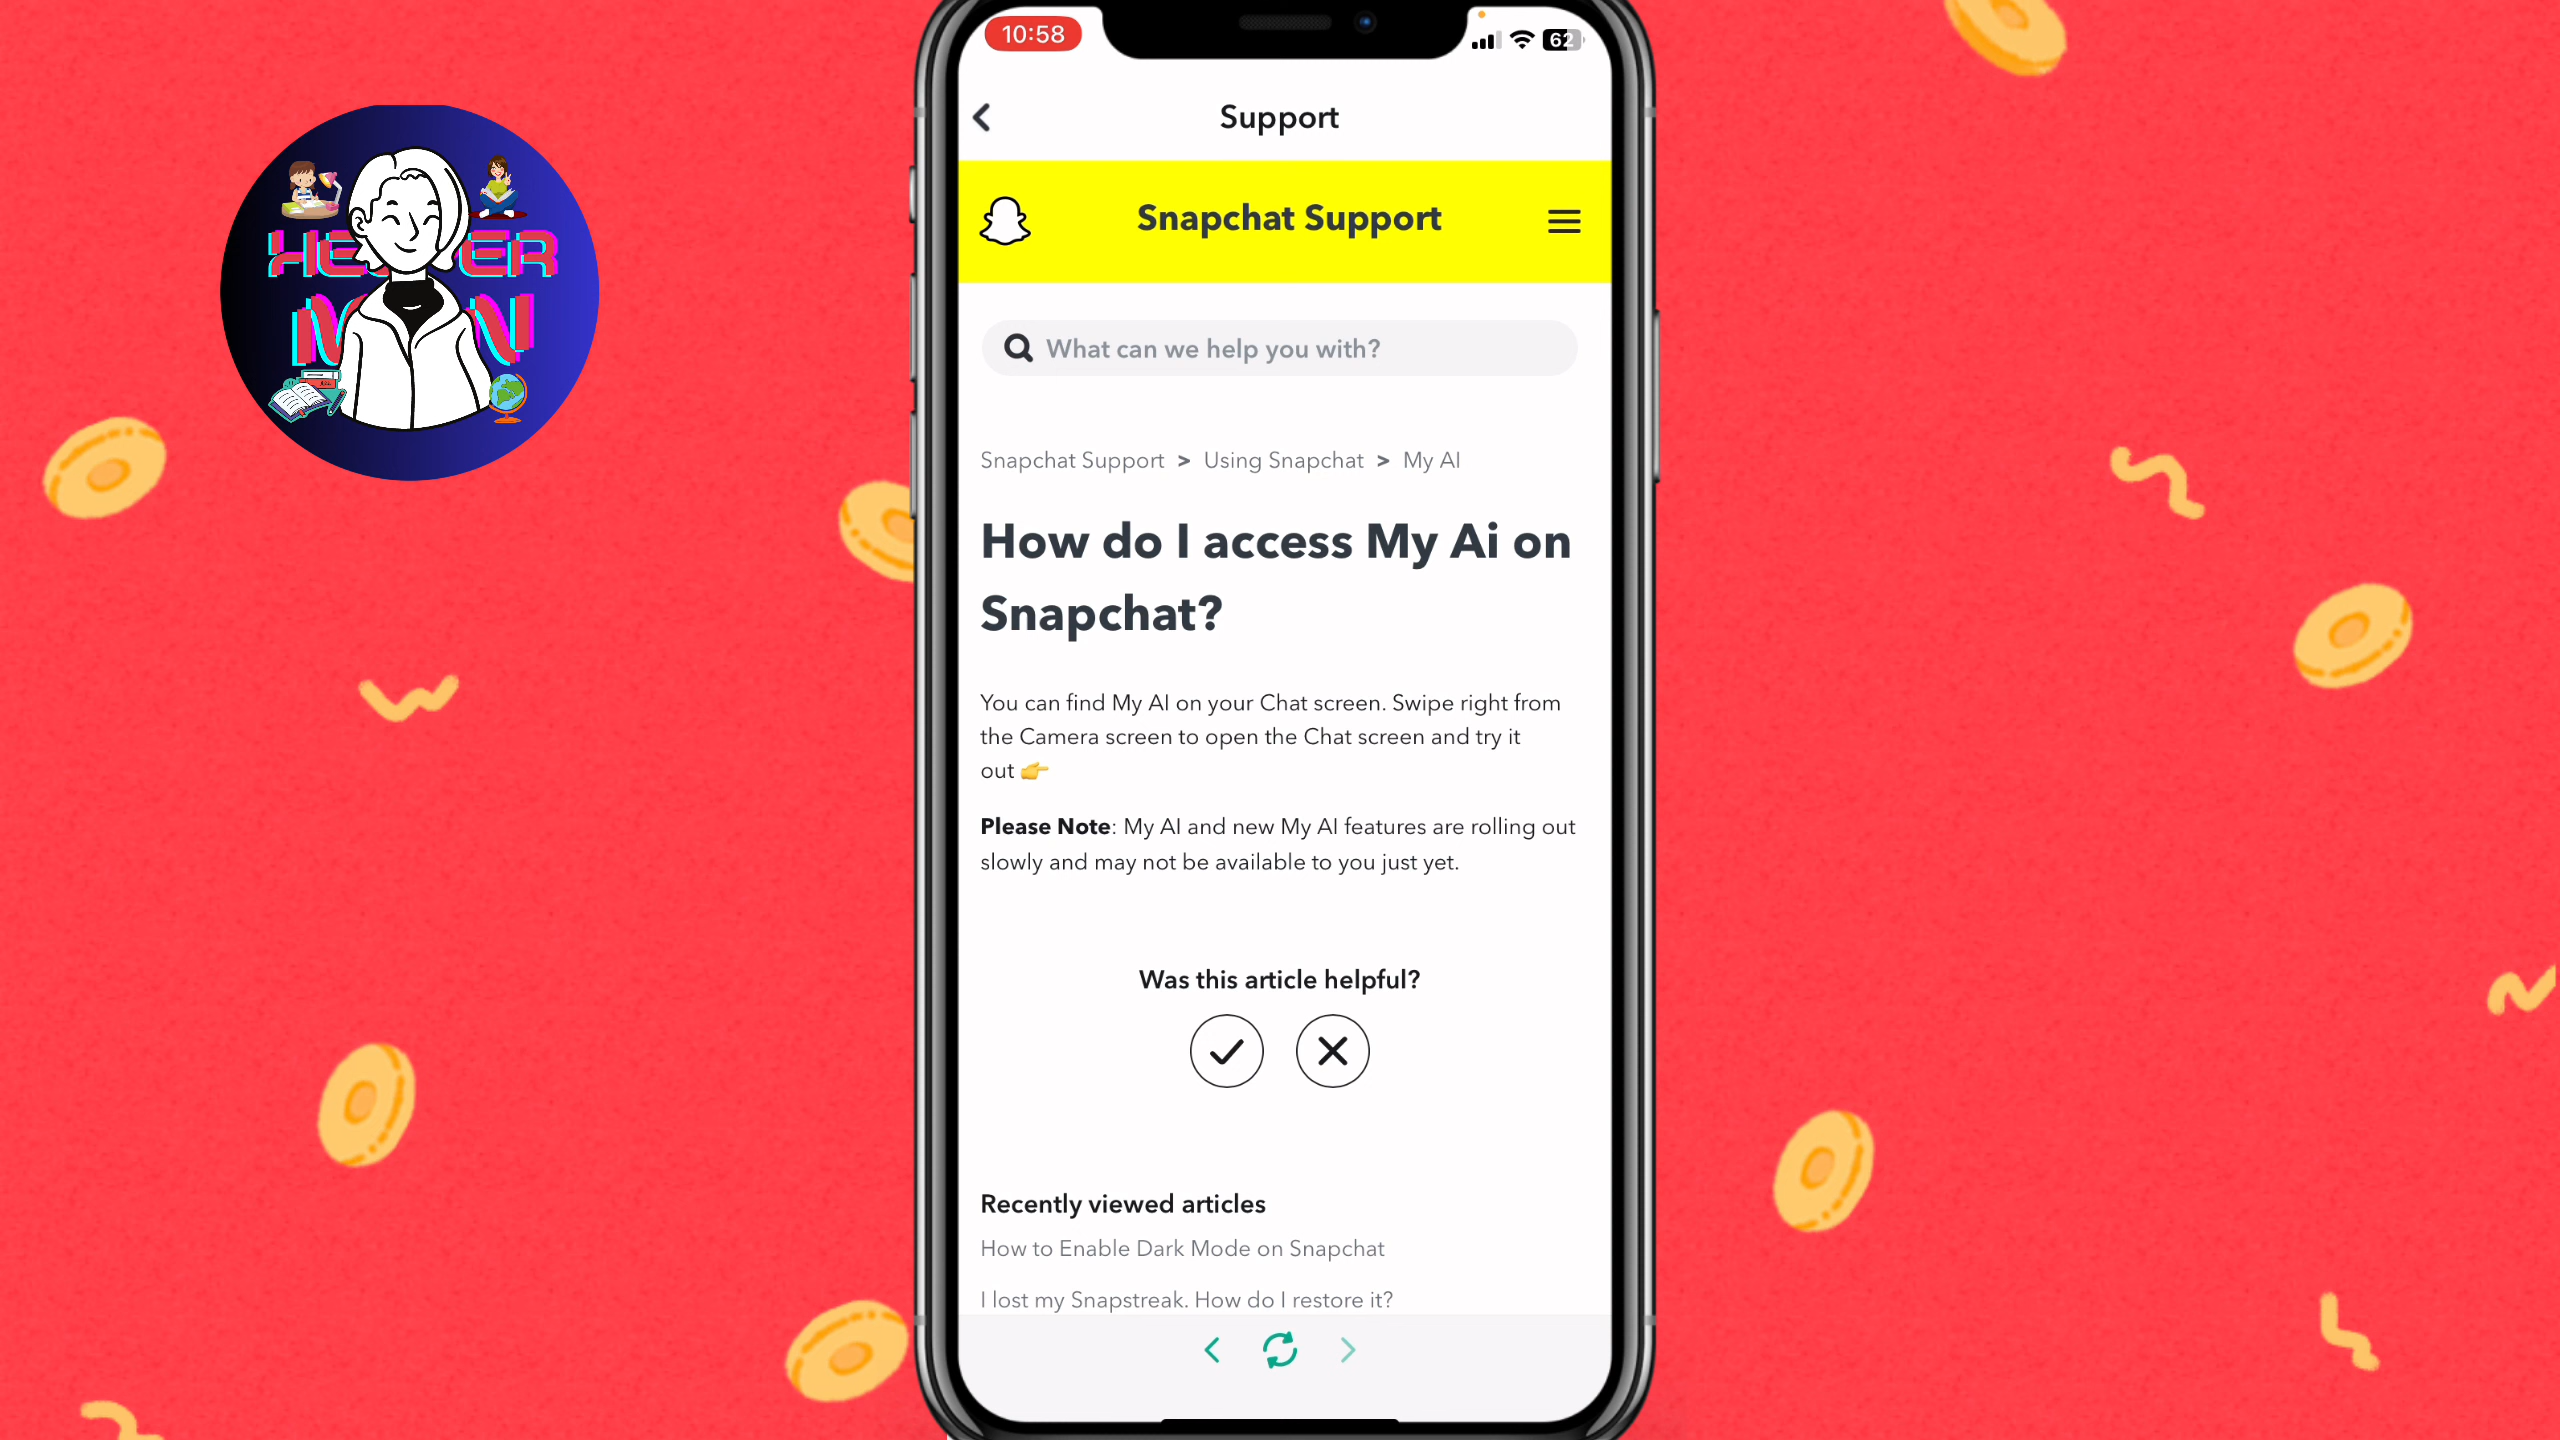 10:58
62
Support
Snapchat Support
What can we help you with?
Snapchat Support > Using Snapchat > My AI
How do I access My Ai on
Snapchat?
You can find My AI on your Chat screen. Swipe right from
the Camera screen to open the Chat screen and try it
out 👉
Please Note: My AI and new My AI features are rolling out
slowly and may not be available to you just yet.
Was this article helpful?
Recently viewed articles
How to Enable Dark Mode on Snapchat
I lost my Snapstreak. How do I restore it?